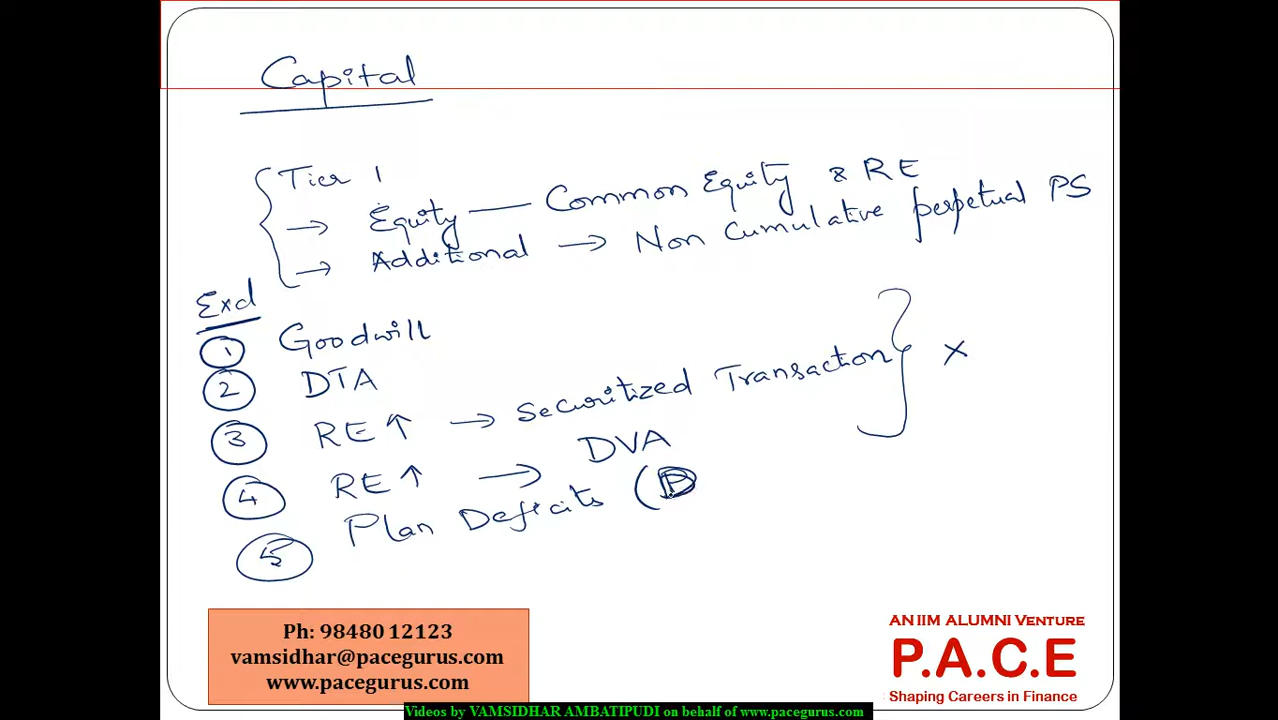 Capital
Tier 1
→ Equity — Common Equity & RE
→ Additional → Non Cumulative perpetual PS
Excl
1 Goodwill
2 DTA
3 RE ↑ → Securitized Transaction } ×
4 RE ↑ → DVA
5 Plan Deficits (
Ph: 98480 12123
vamsidhar@pacegurus.com
www.pacegurus.com
AN IIM ALUMNI VENTURE
P.A.C.E
Shaping Careers in Finance
Videos by VAMSIDHAR AMBATIPUDI on behalf of www.pacegurus.com